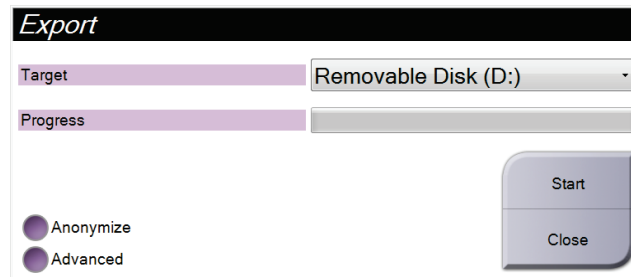 Export
Target
Removable Disk (D:)
Progress
Start
Close
Anonymize
Advanced